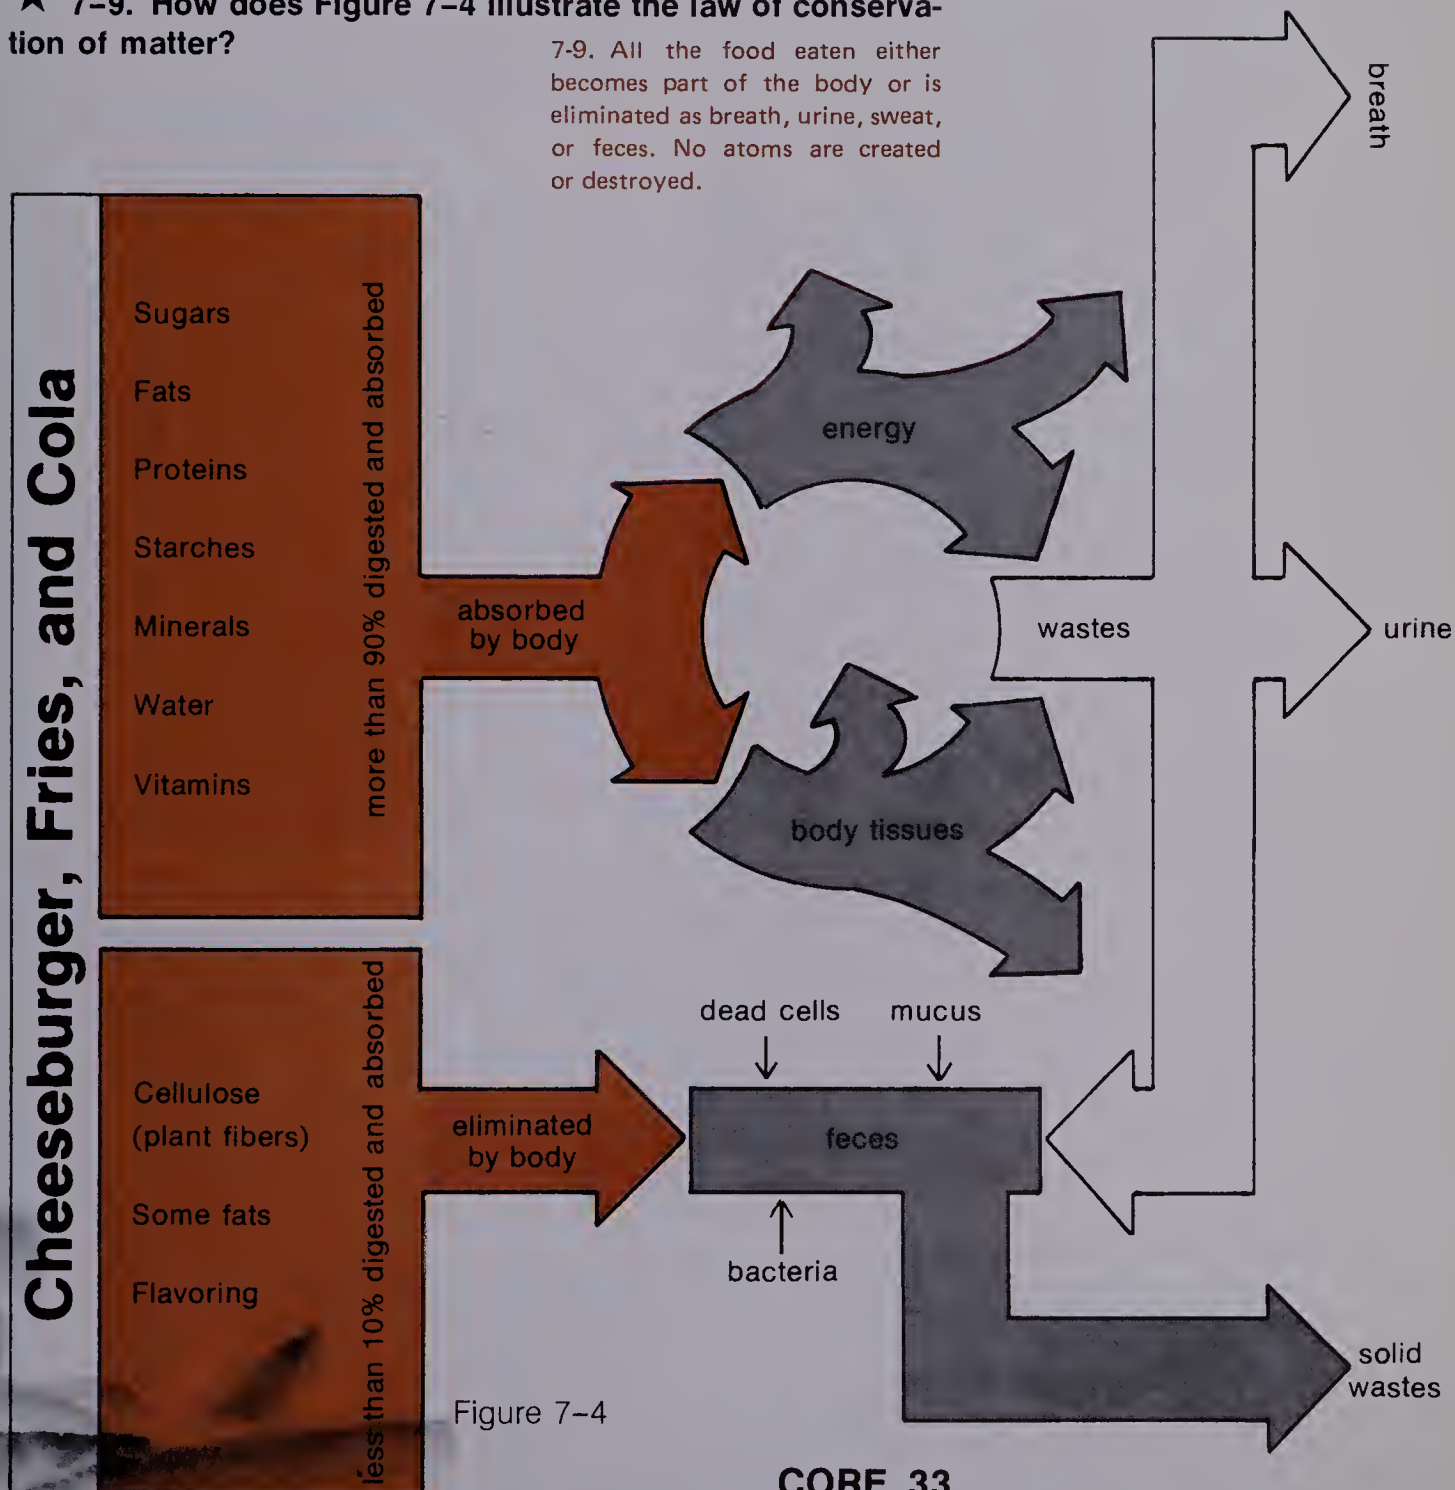 ★ 7–9. How does Figure 7–4 illustrate the law of conserva-
tion of matter?
7-9. All the food eaten either
becomes part of the body or is
eliminated as breath, urine, sweat,
or feces. No atoms are created
or destroyed.
Cheeseburger, Fries, and Cola
Sugars
Fats
Proteins
Starches
Minerals
Water
Vitamins
more than 90% digested and absorbed
absorbed
by body
energy
body tissues
wastes
breath
urine
Cellulose
(plant fibers)
Some fats
Flavoring
less than 10% digested and absorbed
eliminated
by body
dead cells
mucus
feces
bacteria
solid
wastes
Figure 7–4
CORE 33